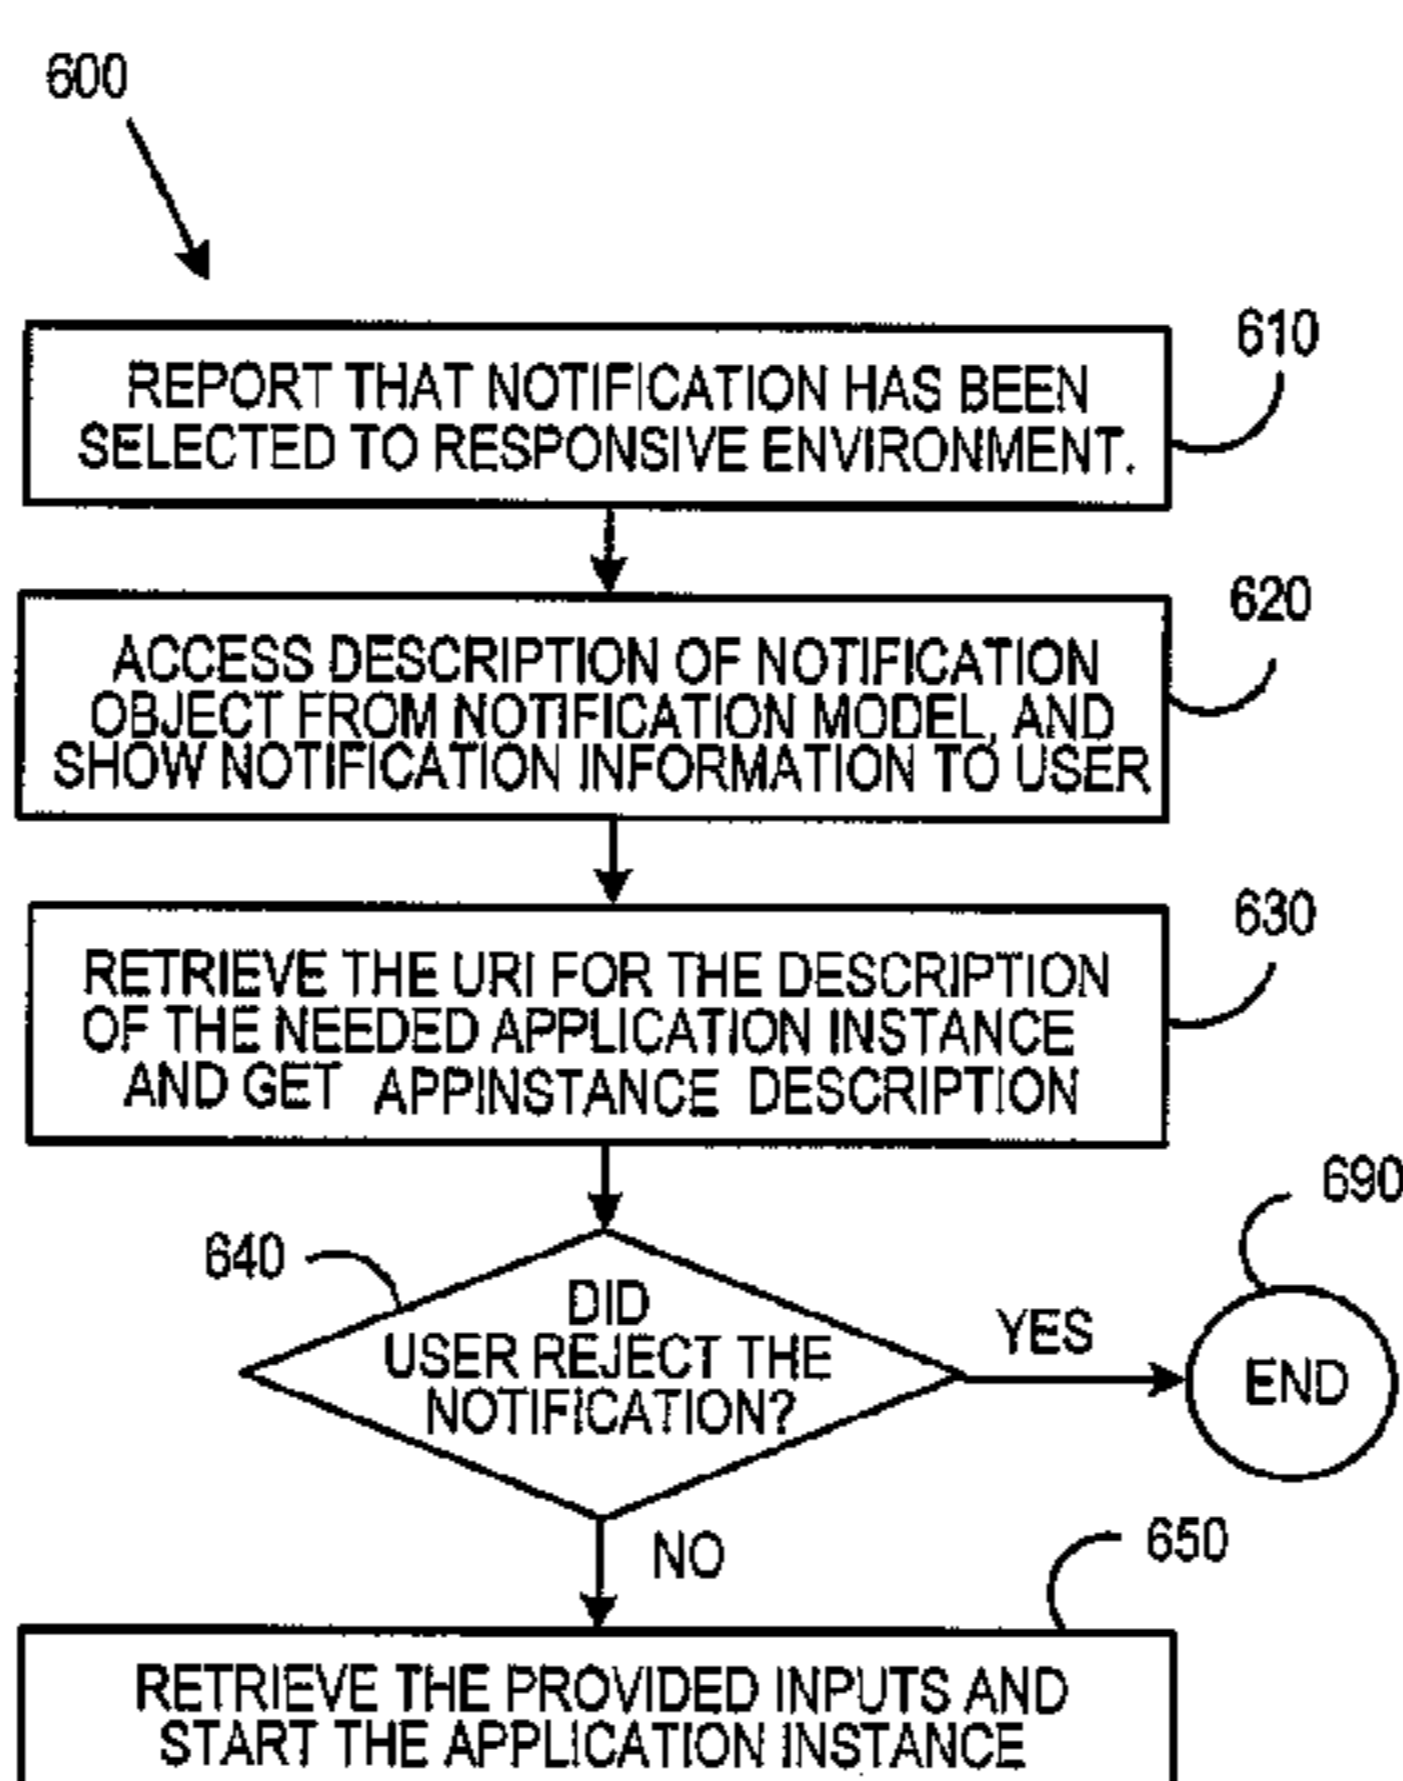 600
610
REPORT THAT NOTIFICATION HAS BEEN
SELECTED TO RESPONSIVE ENVIRONMENT.
620
ACCESS DESCRIPTION OF NOTIFICATION
OBJECT FROM NOTIFICATION MODEL, AND
SHOW NOTIFICATION INFORMATION TO USER
630
RETRIEVE THE URI FOR THE DESCRIPTION
OF THE NEEDED APPLICATION INSTANCE
AND GET APPINSTANCE DESCRIPTION
690
640
DID
USER REJECT THE
NOTIFICATION?
YES
END
NO
650
RETRIEVE THE PROVIDED INPUTS AND
START THE APPLICATION INSTANCE